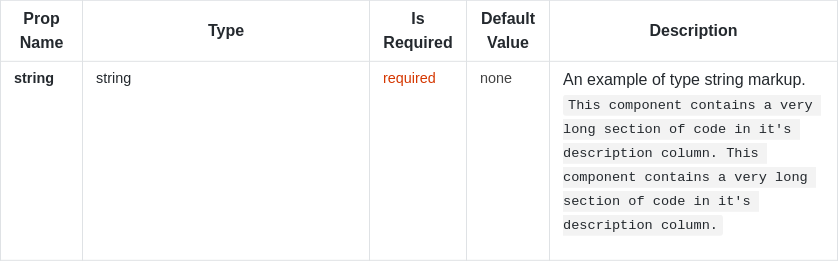 Prop Name
Type
Is Required
Default Value
Description
string
string
required
none
An example of type string markup.
This component contains a very
long section of code in it's
description column. This
component contains a very long
section of code in it's
description column.